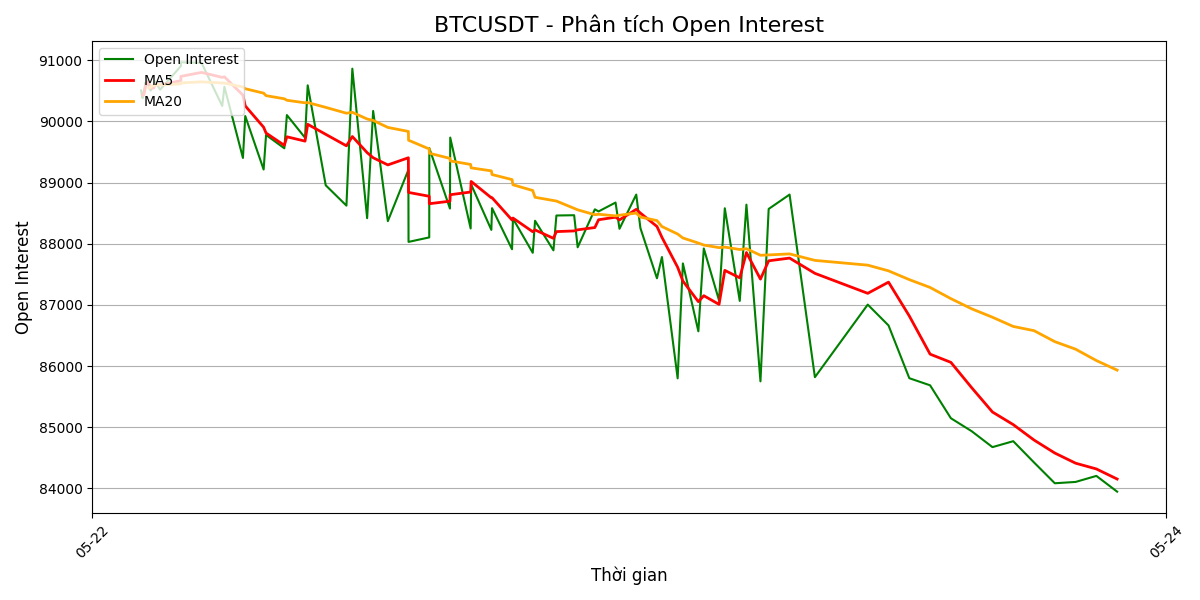 BTCUSDT - Phân tích Open Interest
Open Interest
MA5
MA20
91000
90000
89000
88000
87000
86000
85000
84000
Open Interest
05-22
05-24
Thời gian